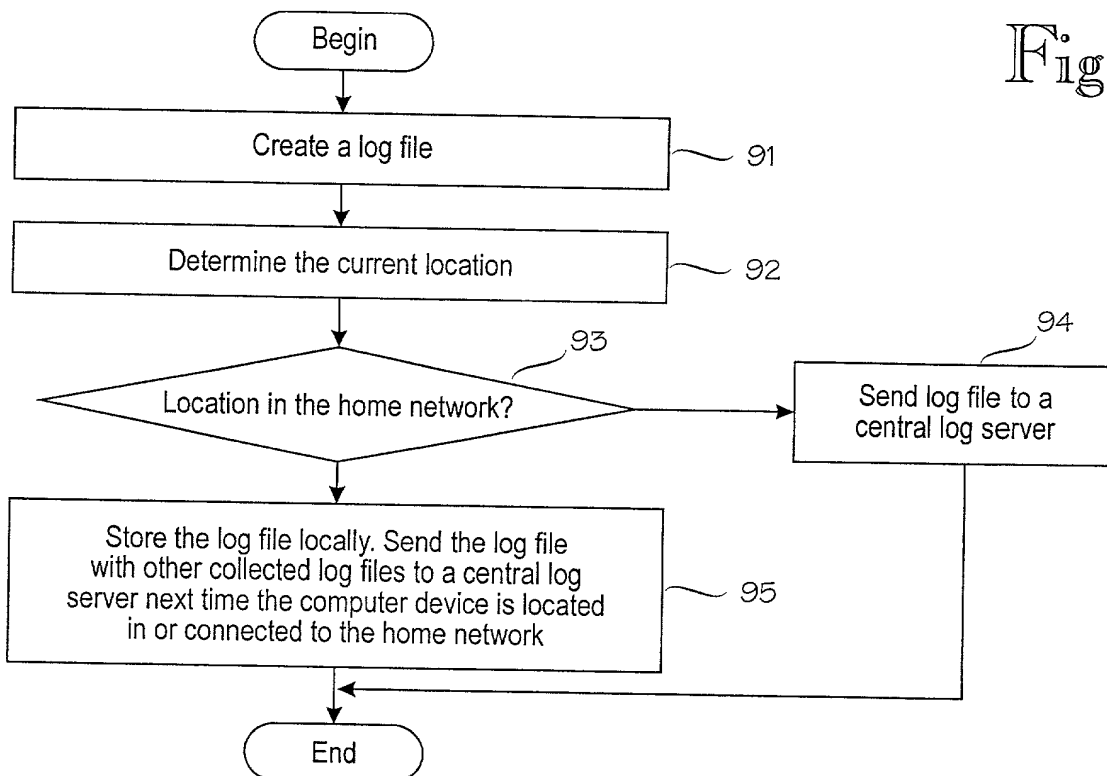 Begin
Fig
Create a log file
91
Determine the current location
92
93
Location in the home network?
94
Send log file to a
central log server
Store the log file locally. Send the log file
with other collected log files to a central log
server next time the computer device is located
in or connected to the home network
95
End